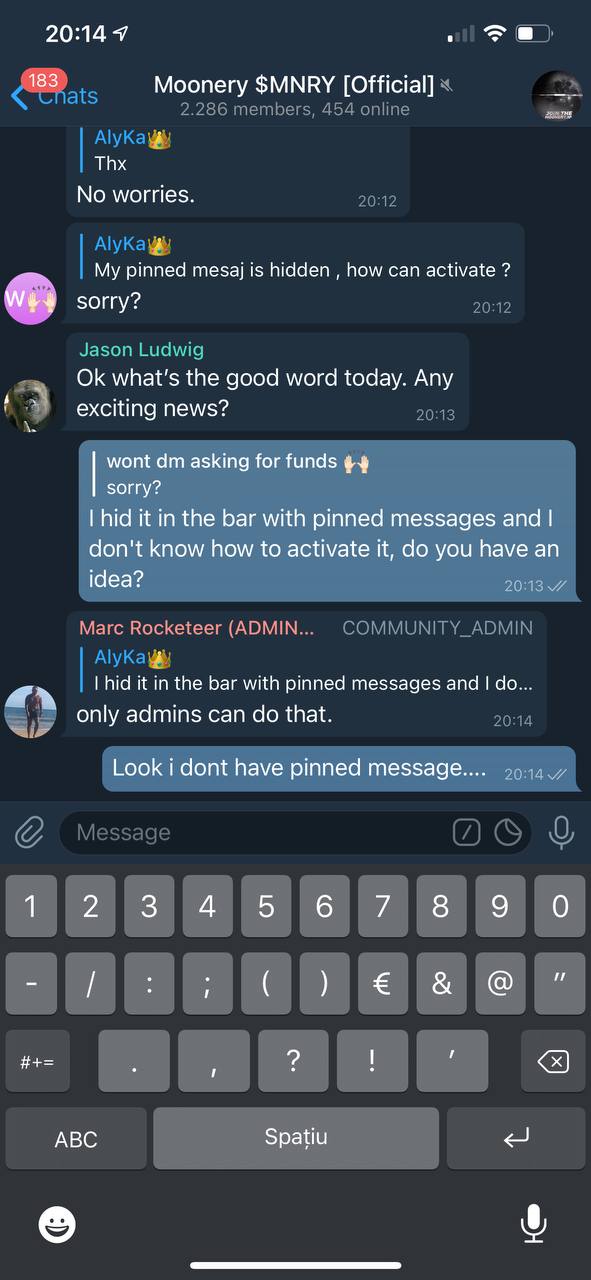 20:14
183
Chats
Moonery $MNRY [Official]
2.286 members, 454 online
AlyKa👑
Thx
No worries.
20:12
AlyKa👑
My pinned mesaj is hidden , how can activate ?
W🙌🏻
sorry?
20:12
Jason Ludwig
Ok what’s the good word today. Any
exciting news?
20:13
wont dm asking for funds 🙌🏻
sorry?
I hid it in the bar with pinned messages and I
don't know how to activate it, do you have an
idea?
20:13
Marc Rocketeer (ADMIN... COMMUNITY_ADMIN
AlyKa👑
I hid it in the bar with pinned messages and I do...
only admins can do that.
20:14
Look i dont have pinned message....
20:14
Message
1 2 3 4 5 6 7 8 9 0
- / : ; ( ) € & @ "
#+= . , ? ! '
ABC Spațiu